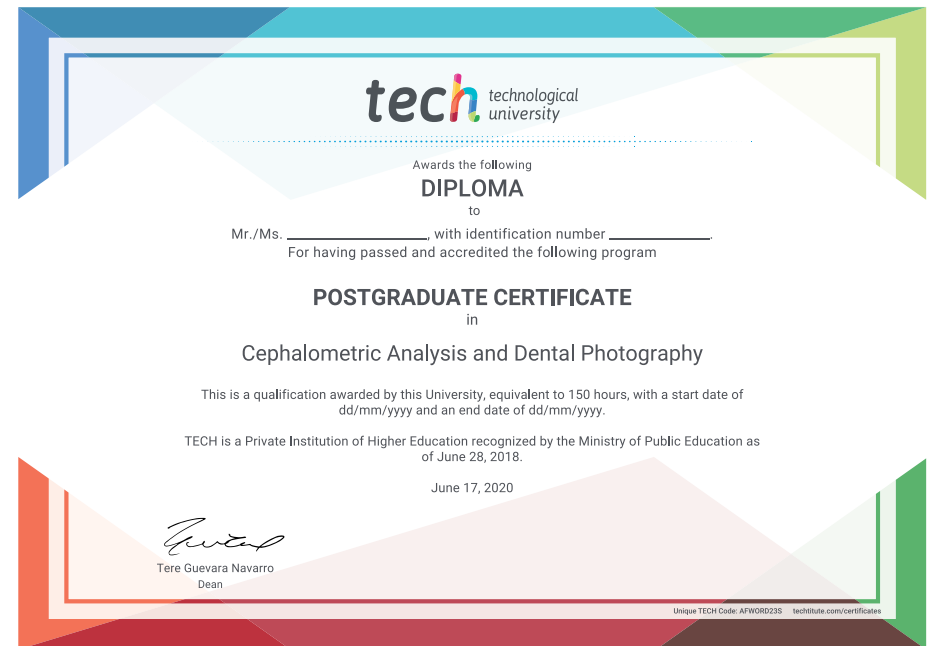 tech technological
university
Awards the following
DIPLOMA
to
Mr./Ms. ____________________, with identification number ______________.
For having passed and accredited the following program
POSTGRADUATE CERTIFICATE
in
Cephalometric Analysis and Dental Photography
This is a qualification awarded by this University, equivalent to 150 hours, with a start date of
dd/mm/yyyy and an end date of dd/mm/yyyy.
TECH is a Private Institution of Higher Education recognized by the Ministry of Public Education as
of June 28, 2018.
June 17, 2020
Tere Guevara Navarro
Dean
Unique TECH Code: AFWORD23S techtitute.com/certificates